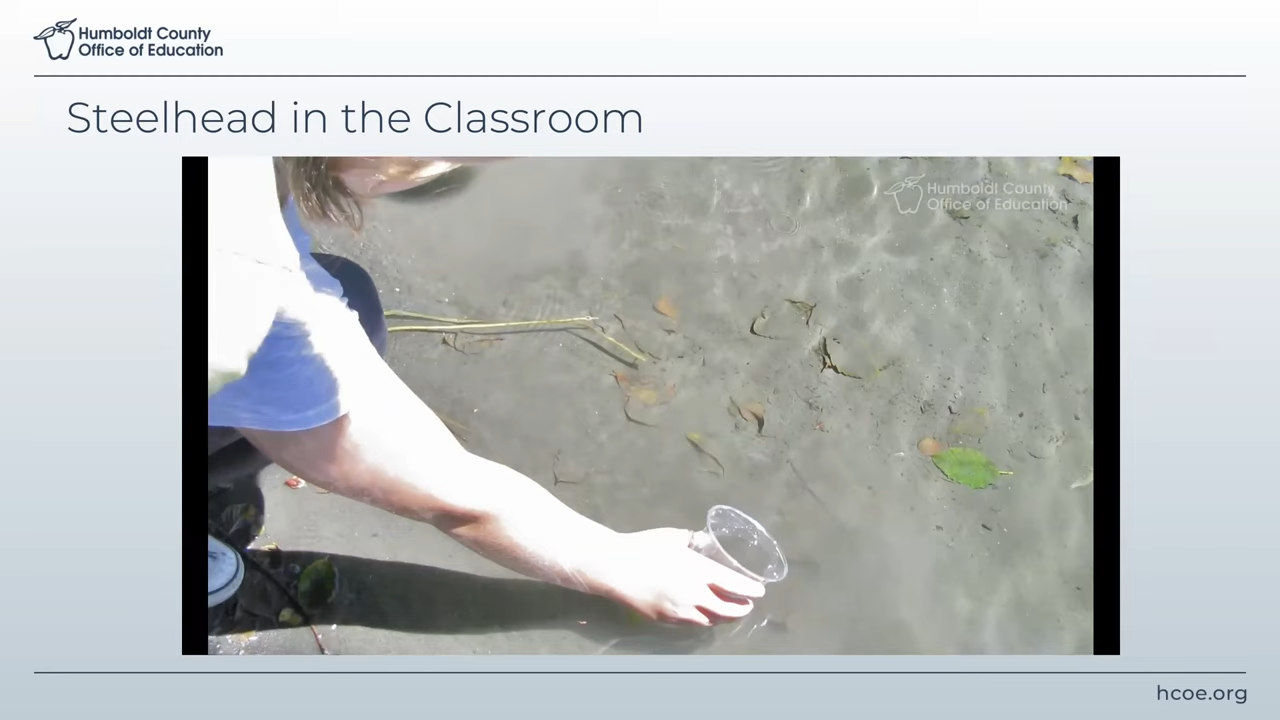 Humboldt County
Office of Education
Steelhead in the Classroom
Humboldt County
Office of Education
hcoe.org